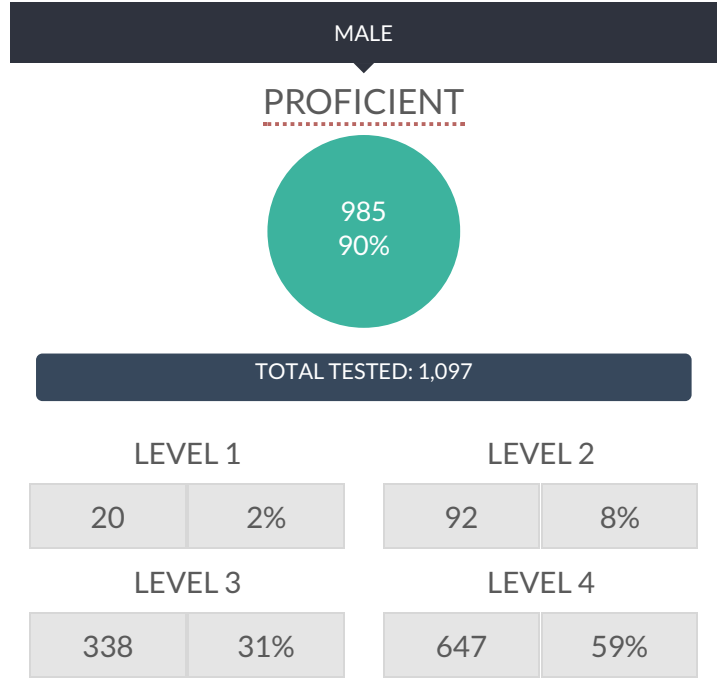 MALE
PROFICIENT
985
90%
TOTAL TESTED: 1,097
LEVEL 1 LEVEL 2
20 2% 92 8%
LEVEL 3 LEVEL 4
338 31% 647 59%